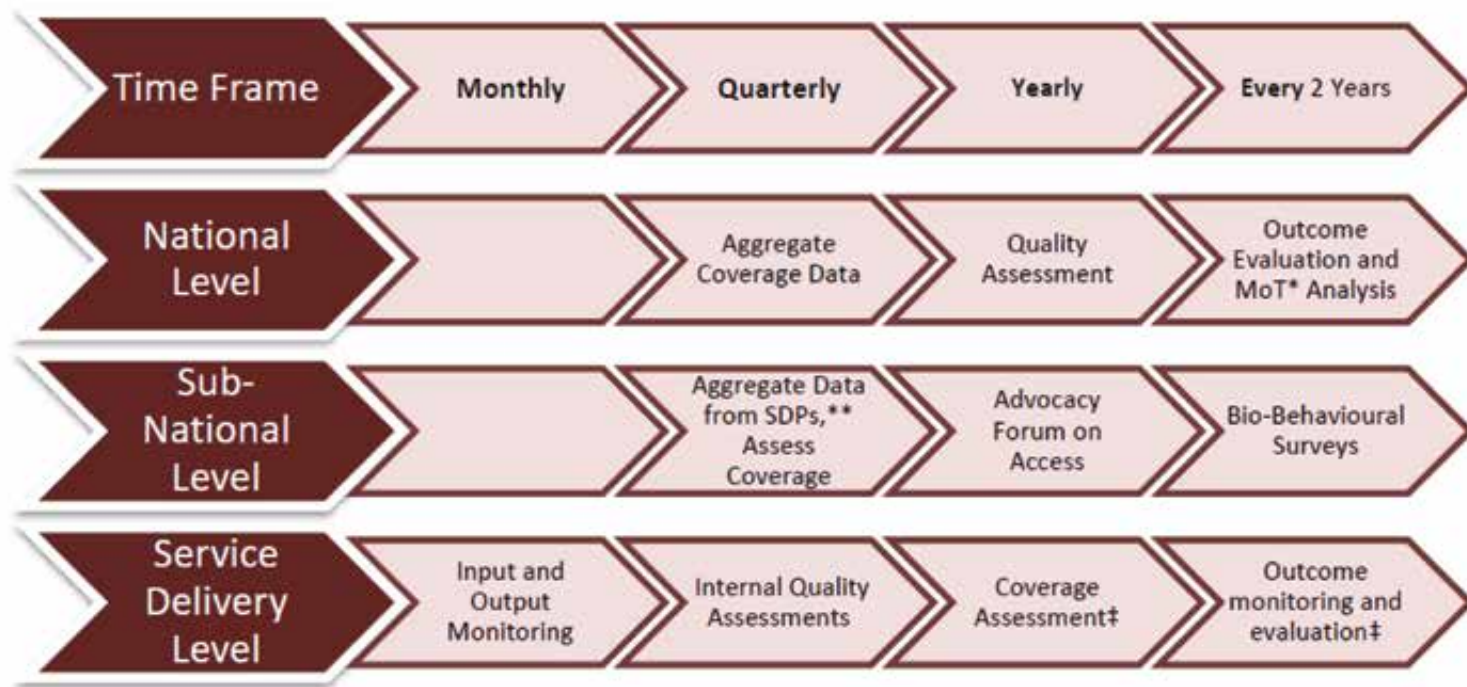 Time Frame
Monthly
Quarterly
Yearly
Every 2 Years
National
Level
Aggregate
Coverage Data
Quality
Assessment
Outcome
Evaluation and
MoT* Analysis
Sub-
National
Level
Aggregate Data
from SDPs,**
Assess
Coverage
Advocacy
Forum on
Access
Bio-Behavioural
Surveys
Service
Delivery
Level
Input and
Output
Monitoring
Internal Quality
Assessments
Coverage
Assessment‡
Outcome
monitoring and
evaluation‡